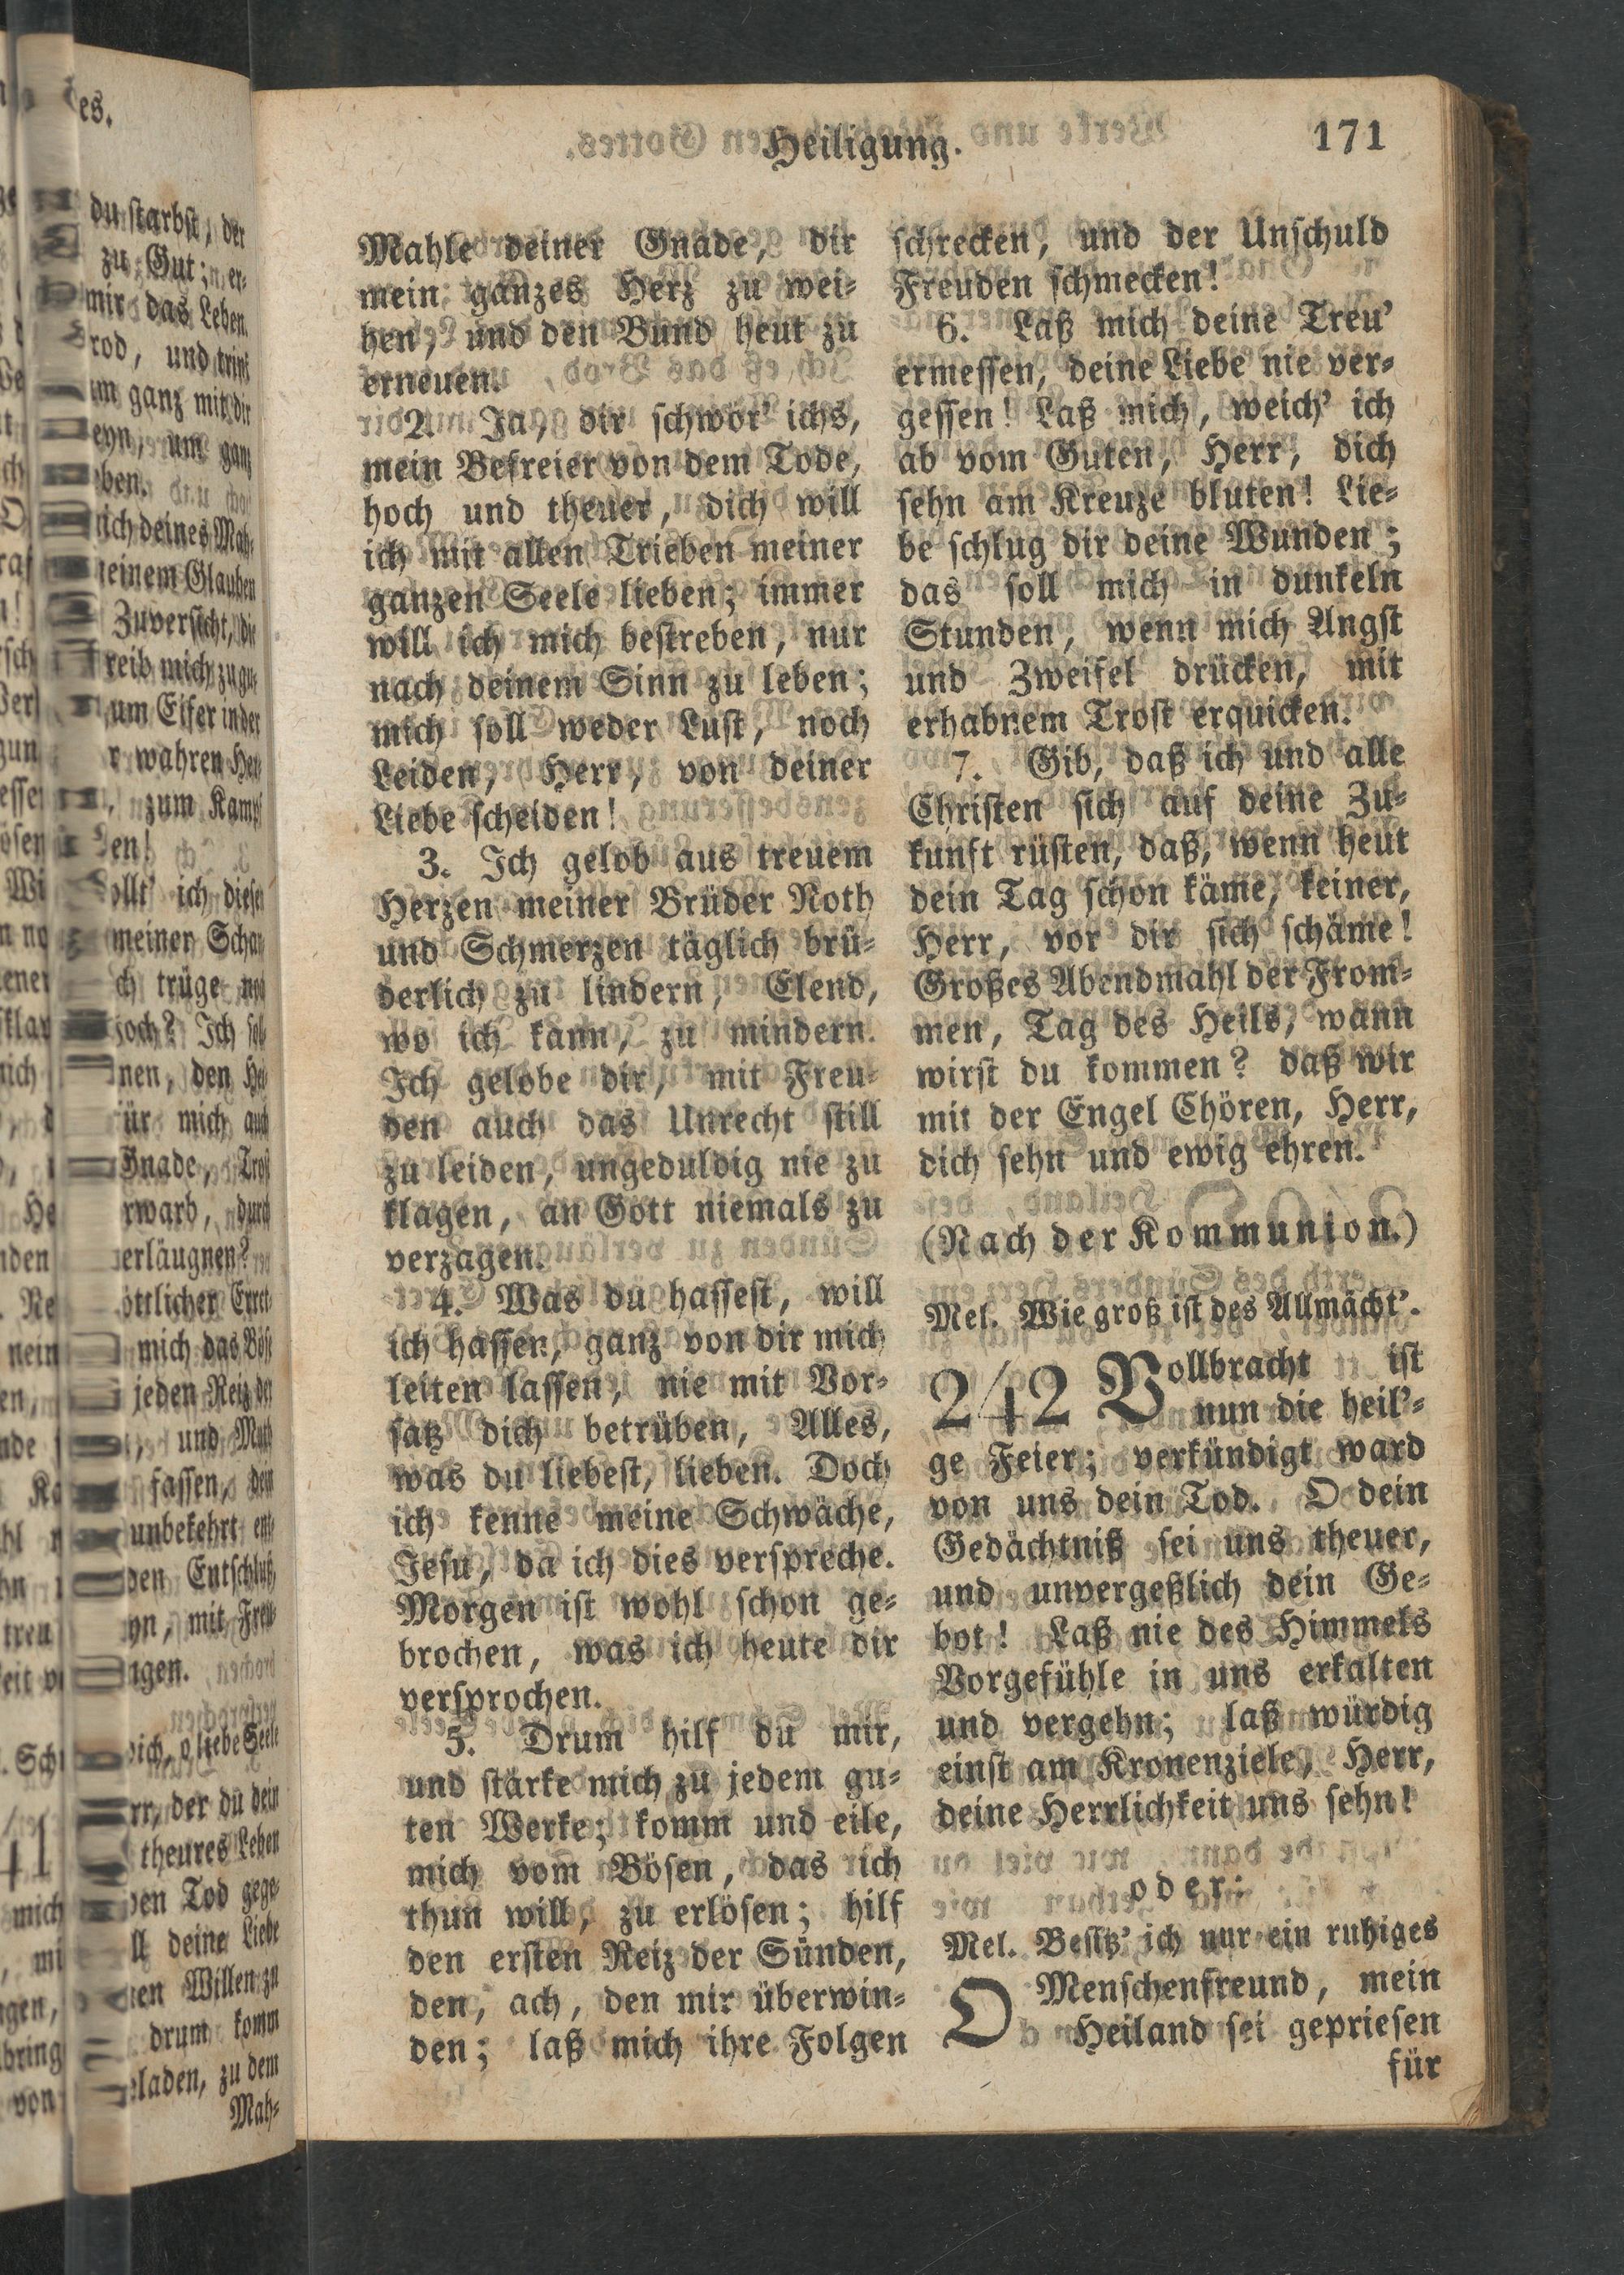 Heiligung.
171
Mahle deiner Gnade, dir
mein ganzes Herz zu wei-
hen, und den Bund heut zu
erneuen.
2. Ja, dir schwör' ichs,
mein Befreier von dem Tode,
hoch und theuer, dich will
ich mit allen Trieben meiner
ganzen Seele lieben; immer
will ich mich bestreben, nur
nach deinem Sinn zu leben;
mich soll weder Lust, noch
Leiden, Herr, von deiner
Liebe scheiden!
3. Ich gelob aus treuem
Herzen meiner Brüder Noth
und Schmerzen täglich brü-
derlich zu lindern, Elend,
wo ich kann, zu mindern.
Ich gelobe dir, mit Freu-
den auch das Unrecht still
zu leiden, ungeduldig nie zu
klagen, an Gott niemals zu
verzagen.
4. Was du hassest, will
ich hassen, ganz von dir mich
leiten lassen, nie mit Vor-
satz dich betrüben, Alles,
was du liebest, lieben. Doch
ich kenne meine Schwäche,
Jesu, da ich dies verspreche.
Morgen ist wohl schon ge-
brochen, was ich heute dir
versprochen.
5. Drum hilf du mir,
und stärke mich zu jedem gu-
ten Werke; komm und eile,
mich vom Bösen, das ich
thun will, zu erlösen; hilf
den ersten Reiz der Sünden,
den, ach, den mir überwin-
den; laß mich ihre Folgen
schrecken, und der Unschuld
Freuden schmecken!
6. Laß mich deine Treu'
ermessen, deine Liebe nie ver-
gessen! Laß mich, weich' ich
ab vom Guten, Herr, dich
sehn am Kreuze bluten! Lie-
be schlug dir deine Wunden;
das soll mich in dunkeln
Stunden, wenn mich Angst
und Zweifel drücken, mit
erhabnem Trost erquicken.
7. Gib, daß ich und alle
Christen sich auf deine Zu-
kunft rüsten, daß, wenn heut
dein Tag schon käme, keiner,
Herr, vor dir sich schäme!
Großes Abendmahl der From-
men, Tag des Heils, wann
wirst du kommen? daß wir
mit der Engel Chören, Herr,
dich sehn und ewig ehren.
(Nach der Kommunion.)
Mel. Wie groß ist des Allmächt'.
242 Vollbracht ist
nun die heil'-
ge Feier; verkündigt ward
von uns dein Tod. O dein
Gedächtniß sei uns theuer,
und unvergeßlich dein Ge-
bot! Laß nie des Himmels
Vorgefühle in uns erkalten
und vergehn; laß würdig
einst am Kronenziele, Herr,
deine Herrlichkeit uns sehn!
oder:
Mel. Besitz' ich nur ein ruhiges
O Menschenfreund, mein
Heiland sei gepriesen
für